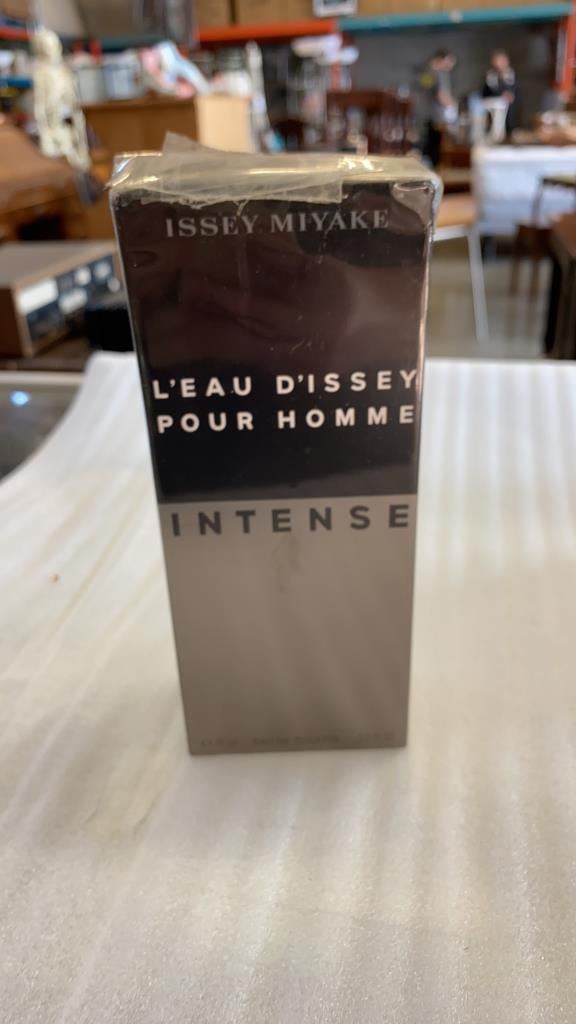 ISSEY MIYAKE
L'EAU D'ISSEY
POUR HOMME
INTENSE